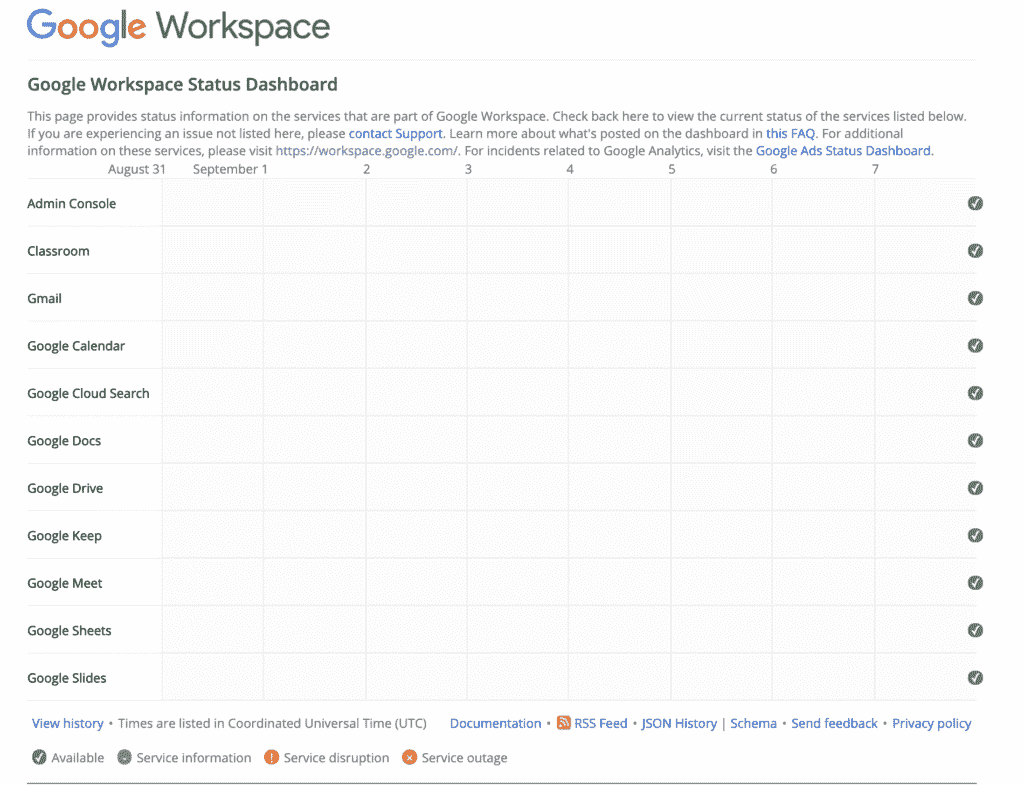 Google Workspace
Google Workspace Status Dashboard
This page provides status information on the services that are part of Google Workspace. Check back here to view the current status of the services listed below.
If you are experiencing an issue not listed here, please contact Support. Learn more about what's posted on the dashboard in this FAQ. For additional
information on these services, please visit https://workspace.google.com/. For incidents related to Google Analytics, visit the Google Ads Status Dashboard.
August 31 September 1 2 3 4 5 6 7
Admin Console
Classroom
Gmail
Google Calendar
Google Cloud Search
Google Docs
Google Drive
Google Keep
Google Meet
Google Sheets
Google Slides
View history • Times are listed in Coordinated Universal Time (UTC) Documentation • RSS Feed • JSON History | Schema • Send feedback • Privacy policy
Available Service information Service disruption Service outage